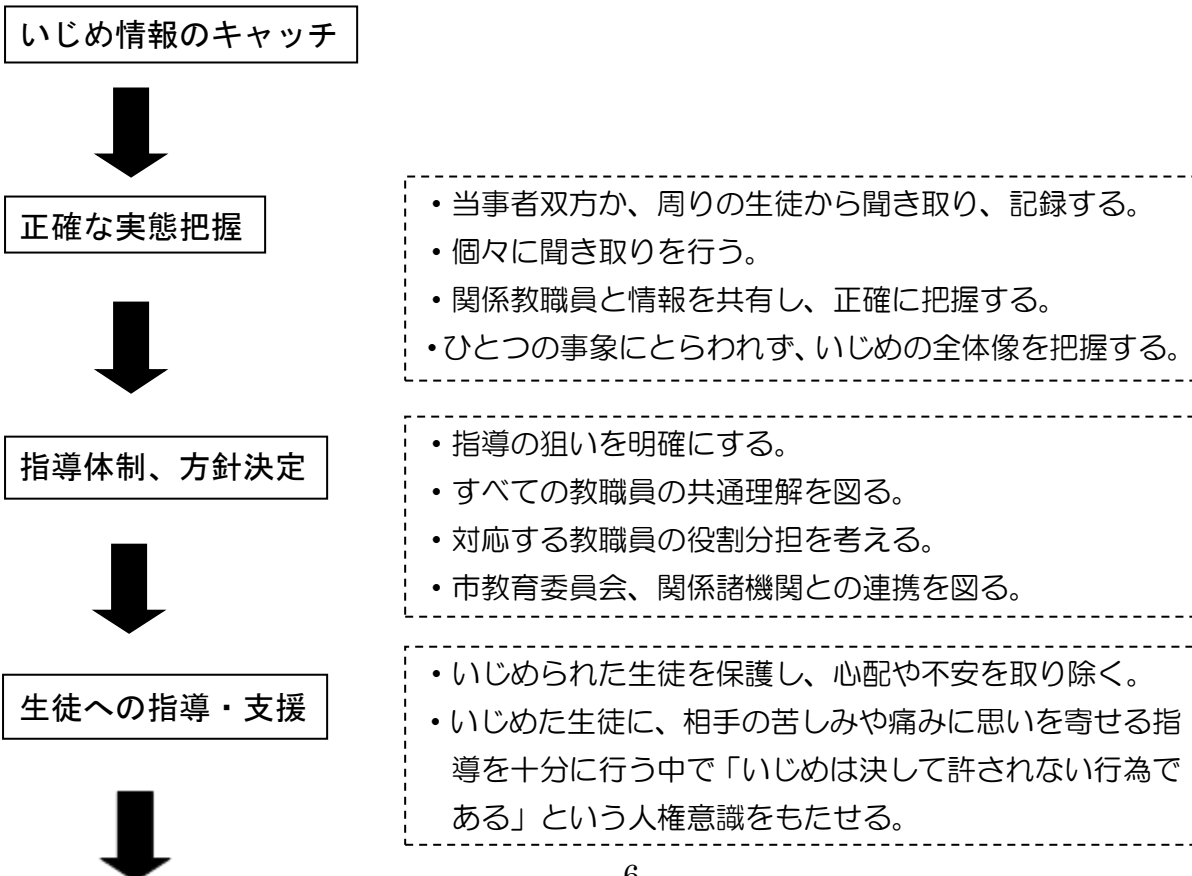 いじめ情報のキャッチ
正確な実態把握
・当事者双方か、周りの生徒から聞き取り、記録する。
・個々に聞き取りを行う。
・関係教職員と情報を共有し、正確に把握する。
・ひとつの事象にとらわれず、いじめの全体像を把握する。
指導体制、方針決定
・指導の狙いを明確にする。
・すべての教職員の共通理解を図る。
・対応する教職員の役割分担を考える。
・市教育委員会、関係諸機関との連携を図る。
生徒への指導・支援
・いじめられた生徒を保護し、心配や不安を取り除く。
・いじめた生徒に、相手の苦しみや痛みに思いを寄せる指
導を十分に行う中で「いじめは決して許されない行為で
ある」という人権意識をもたせる。
6